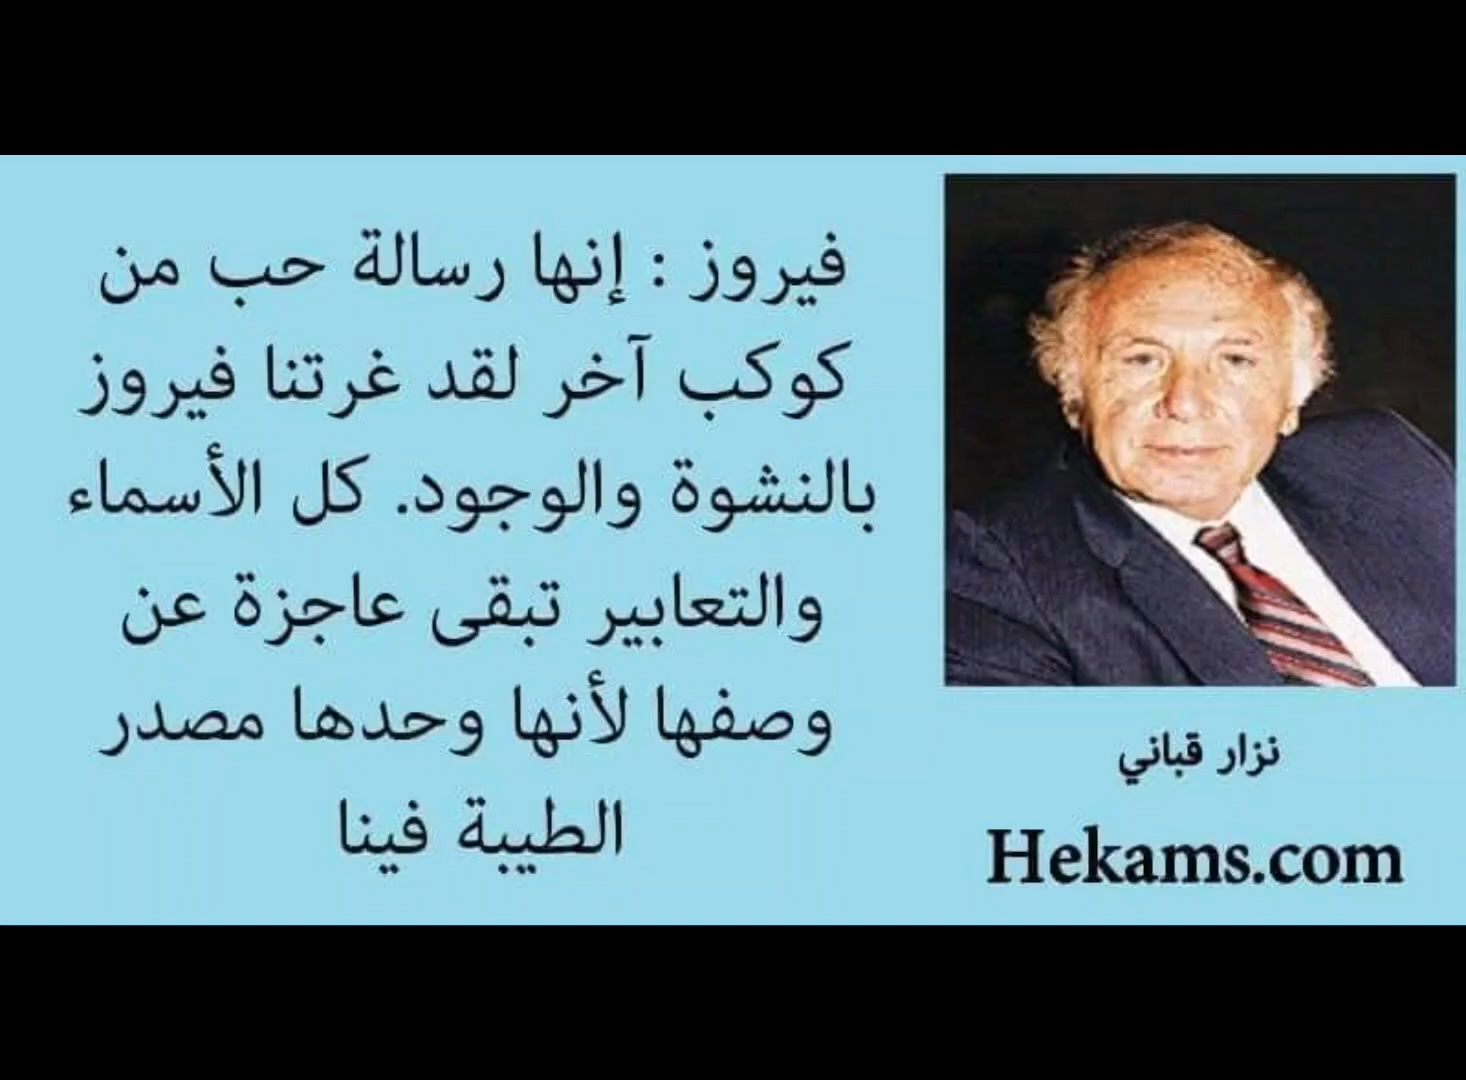 فيروز : إنها رسالة حب من
كوكب آخر لقد غرتنا فيروز
بالنشوة والوجود. كل الأسماء
والتعابير تبقى عاجزة عن
وصفها لأنها وحدها مصدر
الطيبة فينا
نزار قباني
Hekams.com